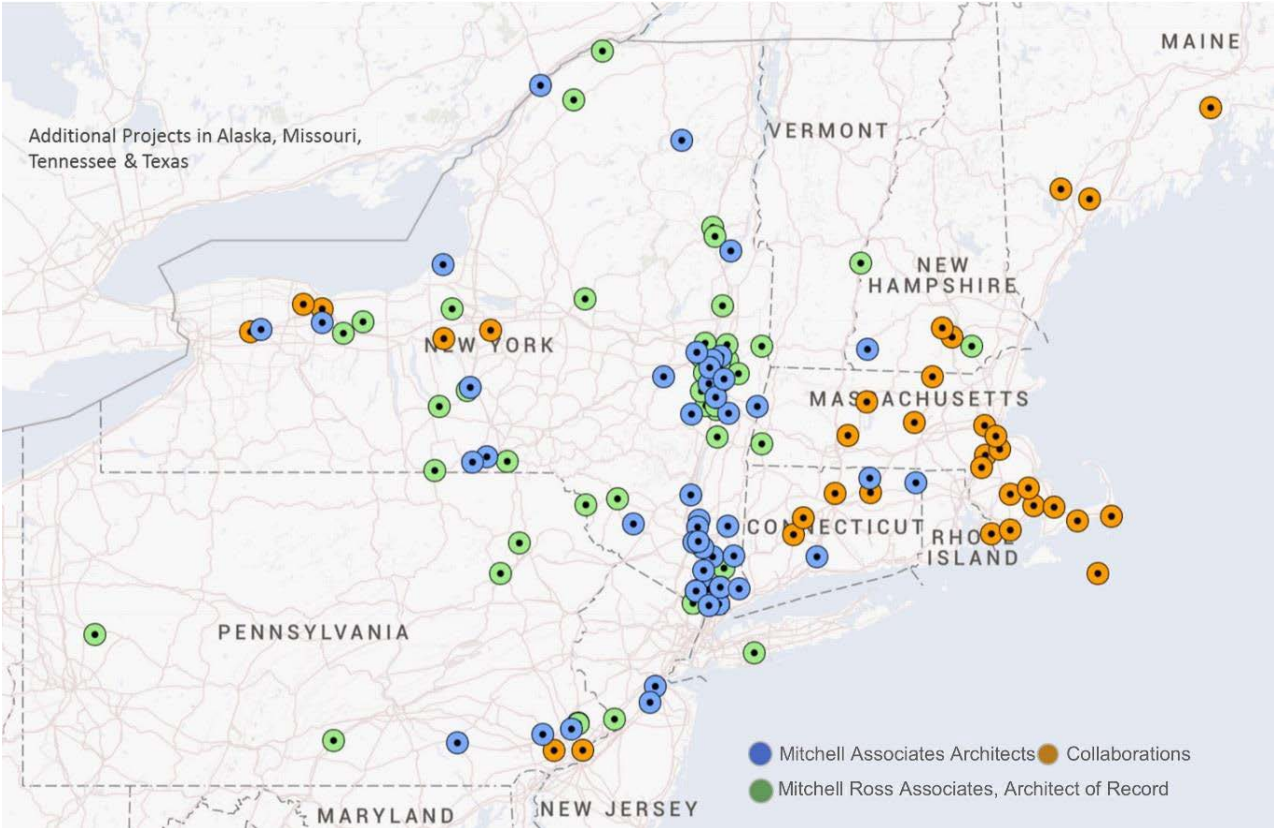 MAINE
Additional Projects in Alaska, Missouri,
Tennessee & Texas
VERMONT
NEW
HAMPSHIRE
NEW YORK
MASSACHUSETTS
CONNECTICUT
RHODE
ISLAND
PENNSYLVANIA
Mitchell Associates Architects
Collaborations
Mitchell Ross Associates, Architect of Record
MARYLAND
NEW JERSEY